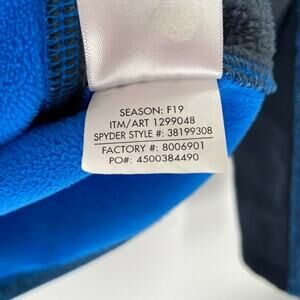 SEASON: F19
ITM/ART 1299048
SPYDER STYLE #: 38199308
FACTORY #: 8006901
PO#: 4500384490